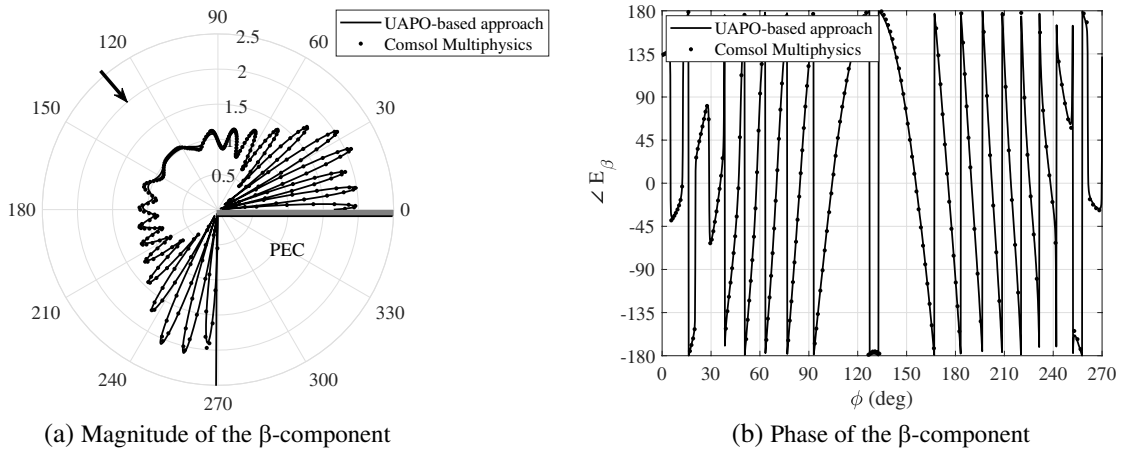 90
120
60
150
30
180
0
210
330
240
300
270
2.5
2
1.5
1
0.5
UAPO-based approach
Comsol Multiphysics
PEC
(a) Magnitude of the β-component
180
135
90
45
0
-45
-90
-135
-180
∠ E_β
UAPO-based approach
Comsol Multiphysics
0 30 60 90 120 150 180 210 240 270
ϕ (deg)
(b) Phase of the β-component